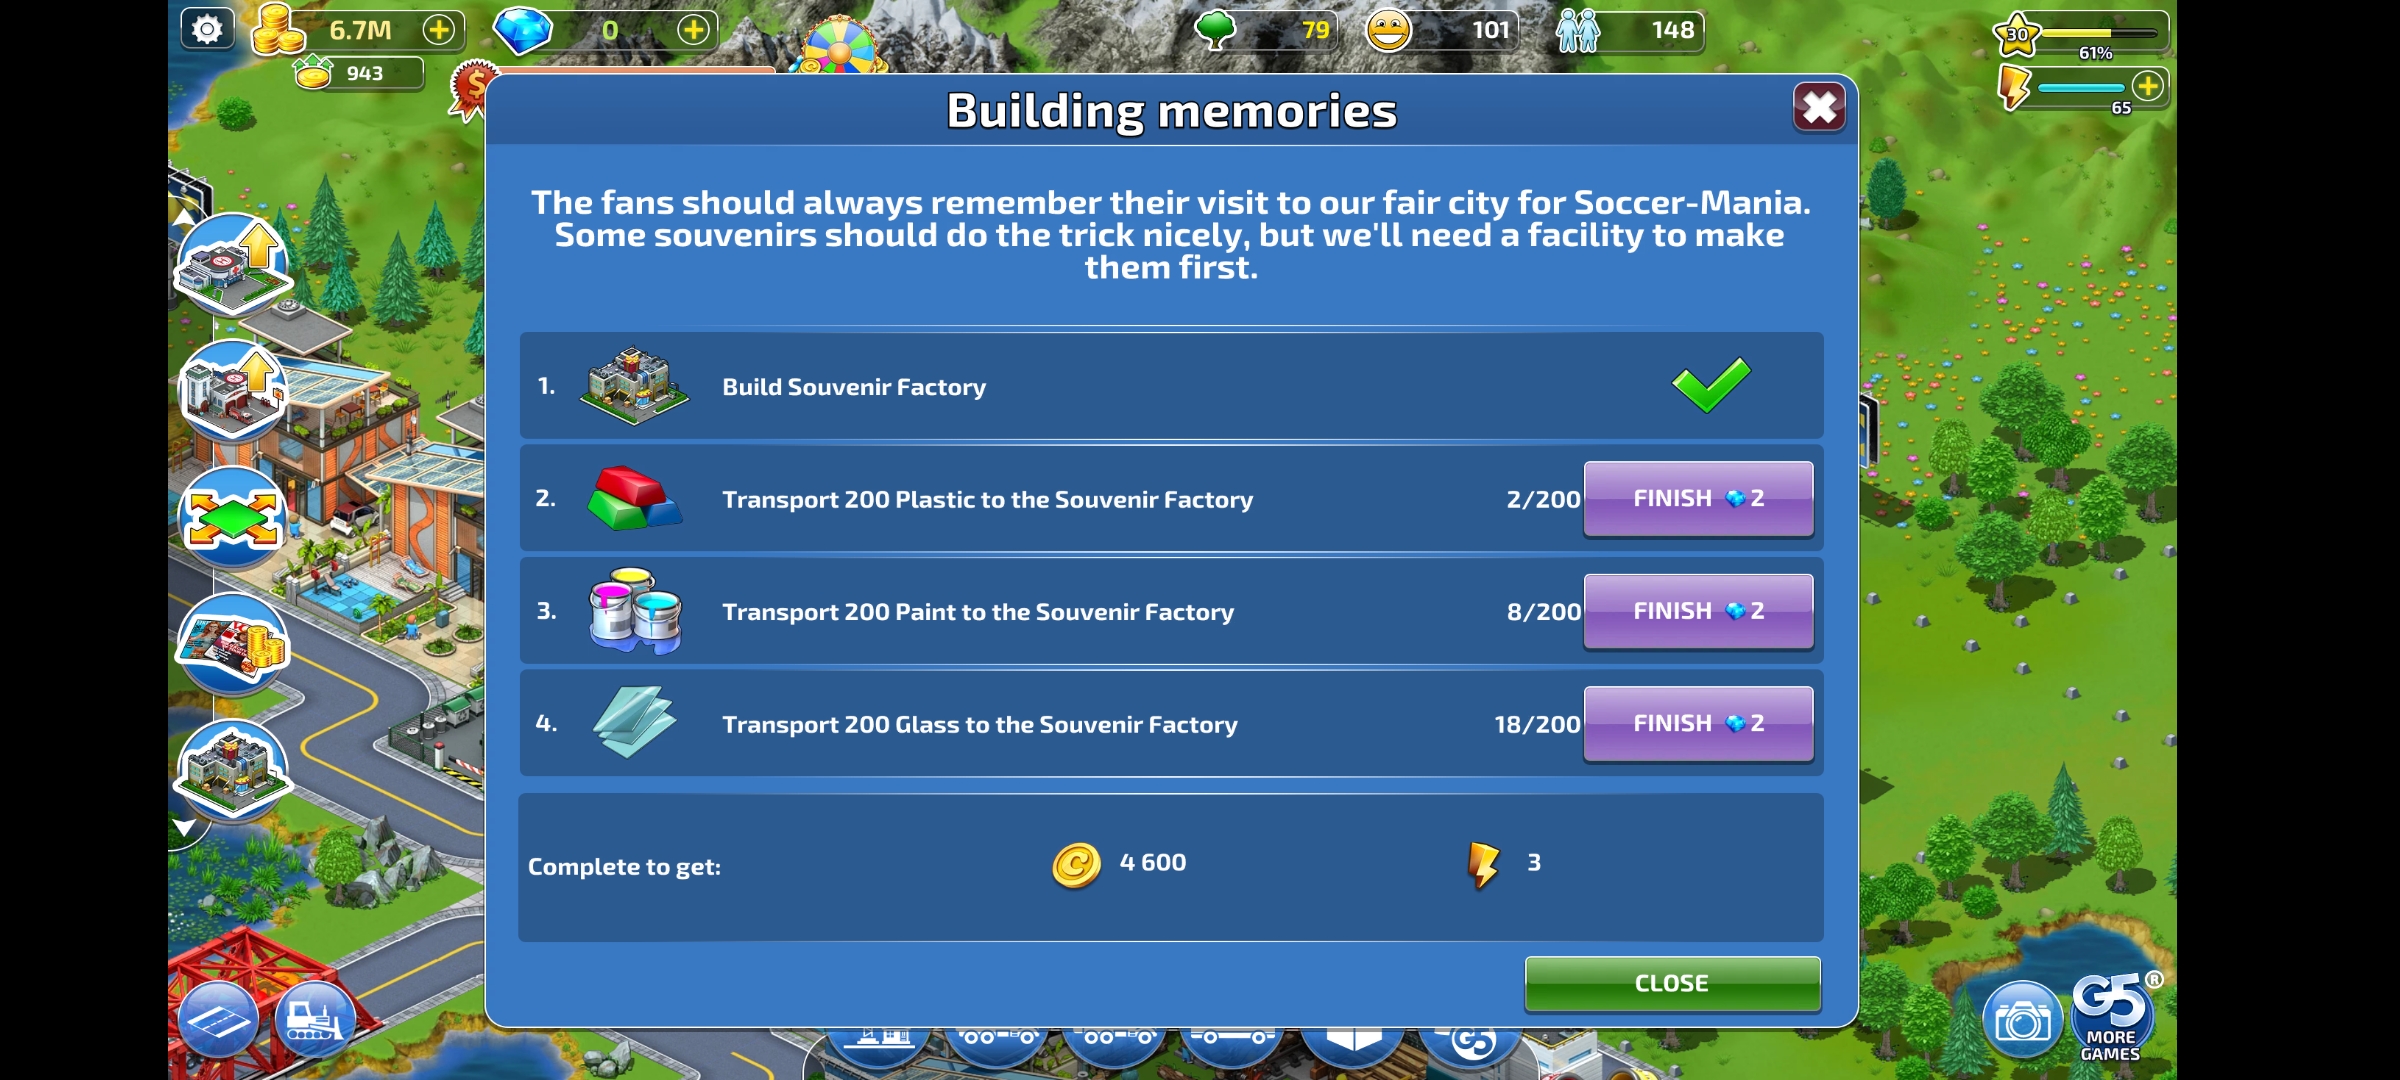 6.7M
0
79
101
148
30
61%
943
65
Building memories
The fans should always remember their visit to our fair city for Soccer-Mania.
Some souvenirs should do the trick nicely, but we'll need a facility to make
them first.
1. Build Souvenir Factory
2. Transport 200 Plastic to the Souvenir Factory 2/200 FINISH 2
3. Transport 200 Paint to the Souvenir Factory 8/200 FINISH 2
4. Transport 200 Glass to the Souvenir Factory 18/200 FINISH 2
Complete to get: 4 600 3
CLOSE
G5
G5®
MORE
GAMES